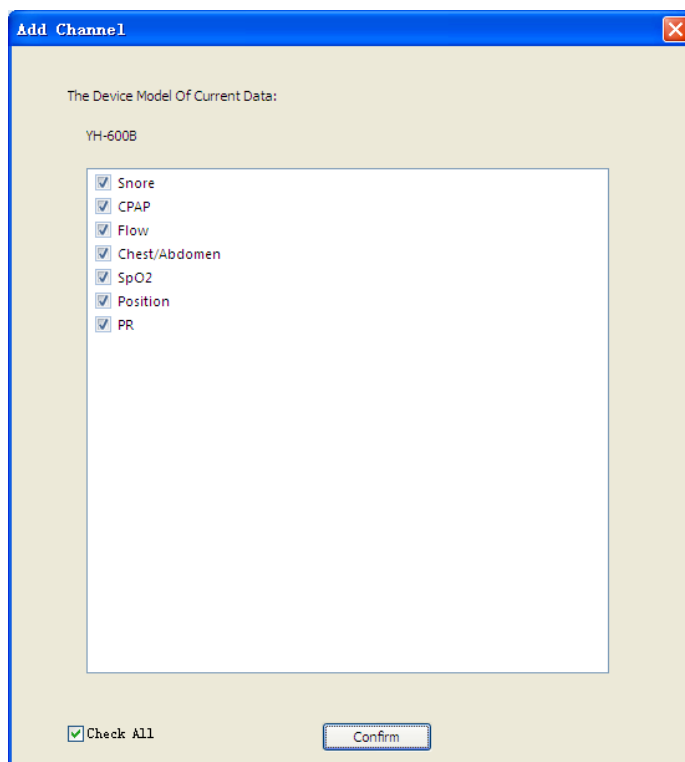 Add Channel
The Device Model Of Current Data:
YH-600B
Snore
CPAP
Flow
Chest/Abdomen
SpO2
Position
PR
Check All
Confirm